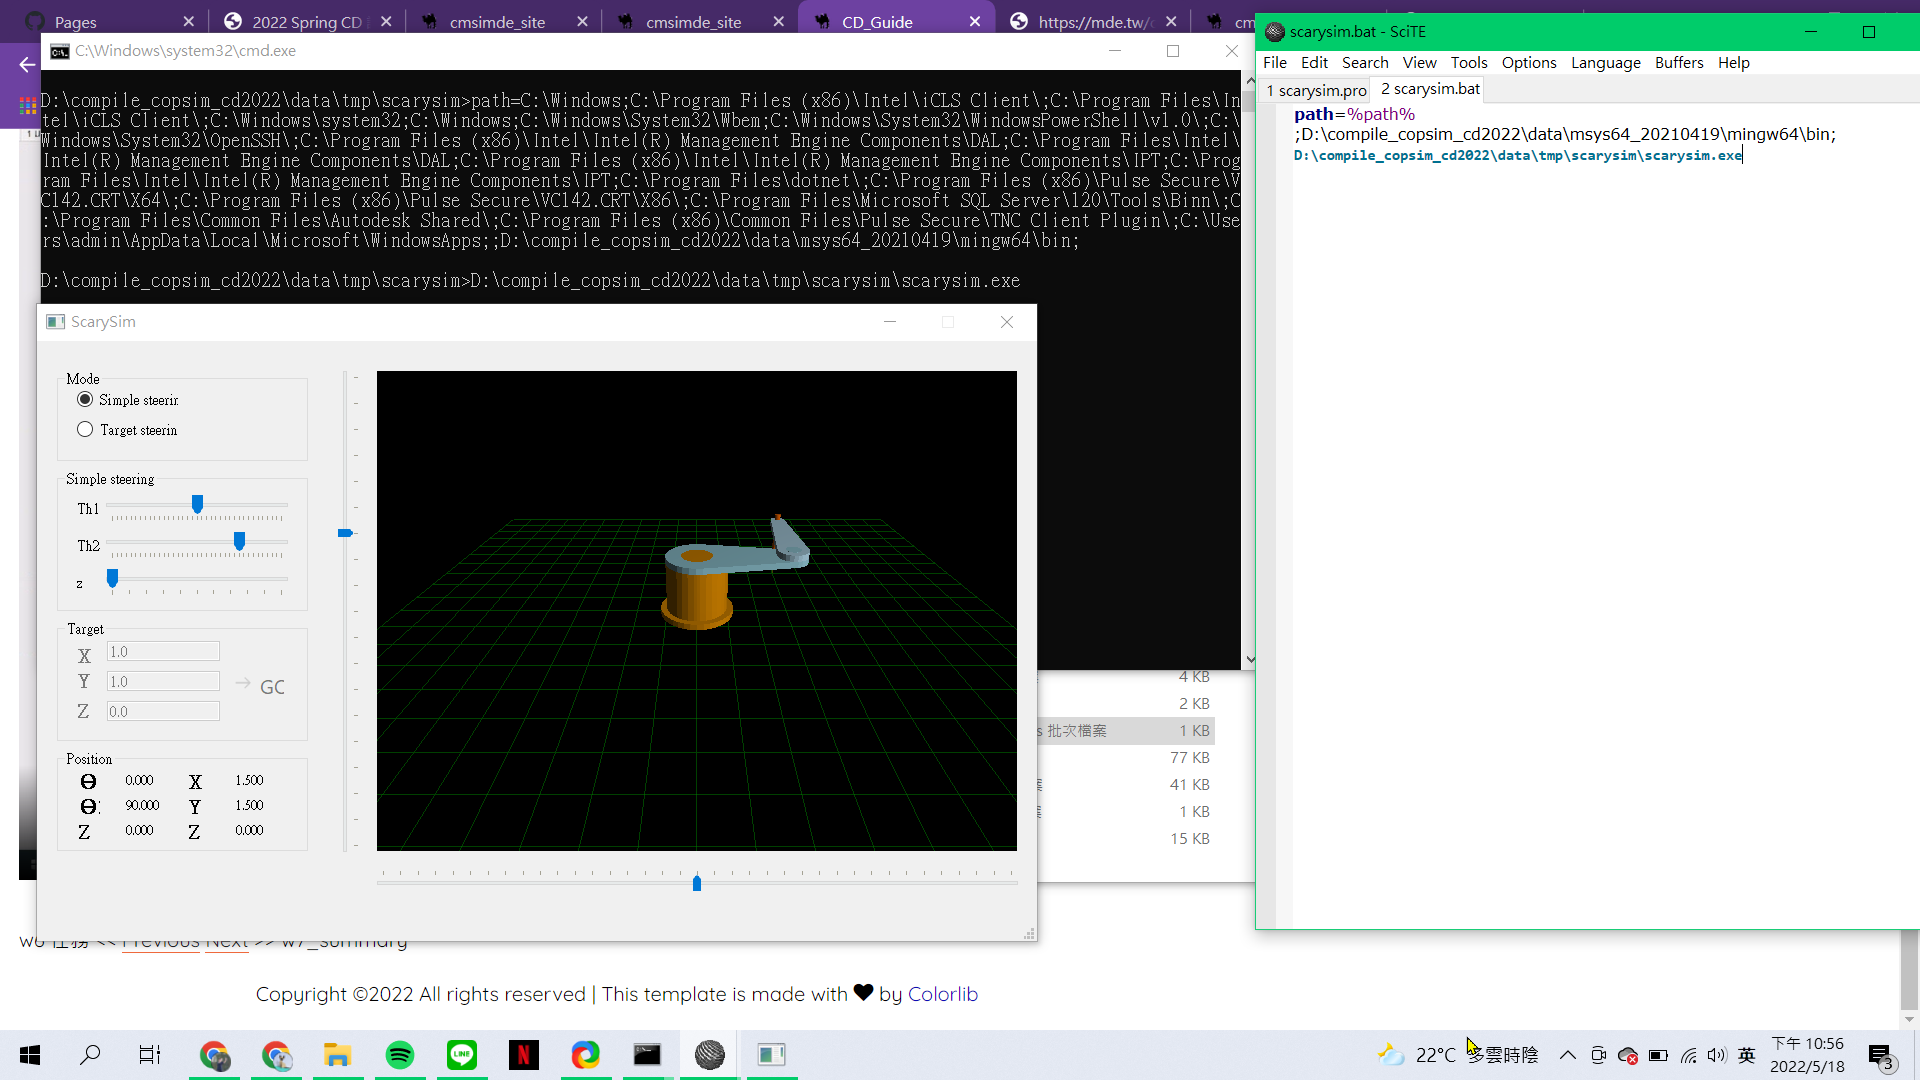 Pages
2022 Spring CD
cmsimde_site
cmsimde_site
CD_Guide
https://mde.tw/
cm
C:\Windows\system32\cmd.exe
D:\compile_copsim_cd2022\data\tmp\scarysim>path=C:\Windows;C:\Program Files (x86)\Intel\iCLS Client\;C:\Program Files\In
tel\iCLS Client\;C:\Windows\system32;C:\Windows;C:\Windows\System32\Wbem;C:\Windows\System32\WindowsPowerShell\v1.0\;C:\
Windows\System32\OpenSSH\;C:\Program Files (x86)\Intel\Intel(R) Management Engine Components\DAL;C:\Program Files\Intel\
Intel(R) Management Engine Components\DAL;C:\Program Files (x86)\Intel\Intel(R) Management Engine Components\IPT;C:\Prog
ram Files\Intel\Intel(R) Management Engine Components\IPT;C:\Program Files\dotnet\;C:\Program Files (x86)\Pulse Secure\V
C142.CRT\X64\;C:\Program Files (x86)\Pulse Secure\VC142.CRT\X86\;C:\Program Files\Microsoft SQL Server\120\Tools\Binn\;C
:\Program Files\Common Files\Autodesk Shared\;C:\Program Files (x86)\Common Files\Pulse Secure\TNC Client Plugin\;C:\Use
rs\admin\AppData\Local\Microsoft\WindowsApps;;D:\compile_copsim_cd2022\data\msys64_20210419\mingw64\bin;
D:\compile_copsim_cd2022\data\tmp\scarysim>D:\compile_copsim_cd2022\data\tmp\scarysim\scarysim.exe
ScarySim
Mode
Simple steerin
Target steerin
Simple steering
Th1
Th2
z
Target
X 1.0
Y 1.0
Z 0.0
→ GO
Position
Θ 0.000 X 1.500
Θ: 90.000 Y 1.500
Z 0.000 Z 0.000
4 KB
2 KB
s 批次檔案 1 KB
77 KB
41 KB
1 KB
15 KB
scarysim.bat - SciTE
File Edit Search View Tools Options Language Buffers Help
1 scarysim.pro
2 scarysim.bat
path=%path%
;D:\compile_copsim_cd2022\data\msys64_20210419\mingw64\bin;
D:\compile_copsim_cd2022\data\tmp\scarysim\scarysim.exe
w6 任務 << Previous Next >> w7_summary
Copyright ©2022 All rights reserved | This template is made with ♥ by Colorlib
LINE
N
22°C 多雲時陰
英
下午 10:56
2022/5/18
3